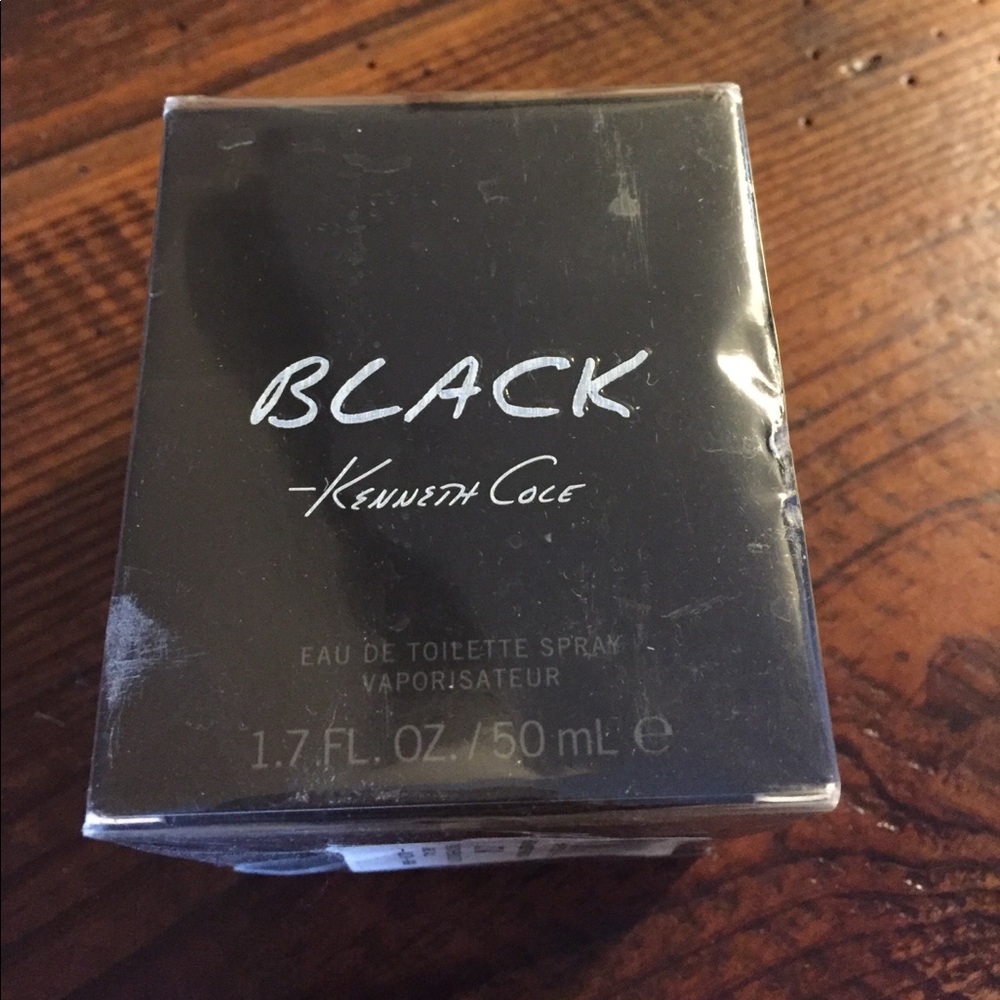 BLACK
-KENNETH COLE
EAU DE TOILETTE SPRAY
VAPORISATEUR
1.7 FL. OZ. / 50 mL ℮